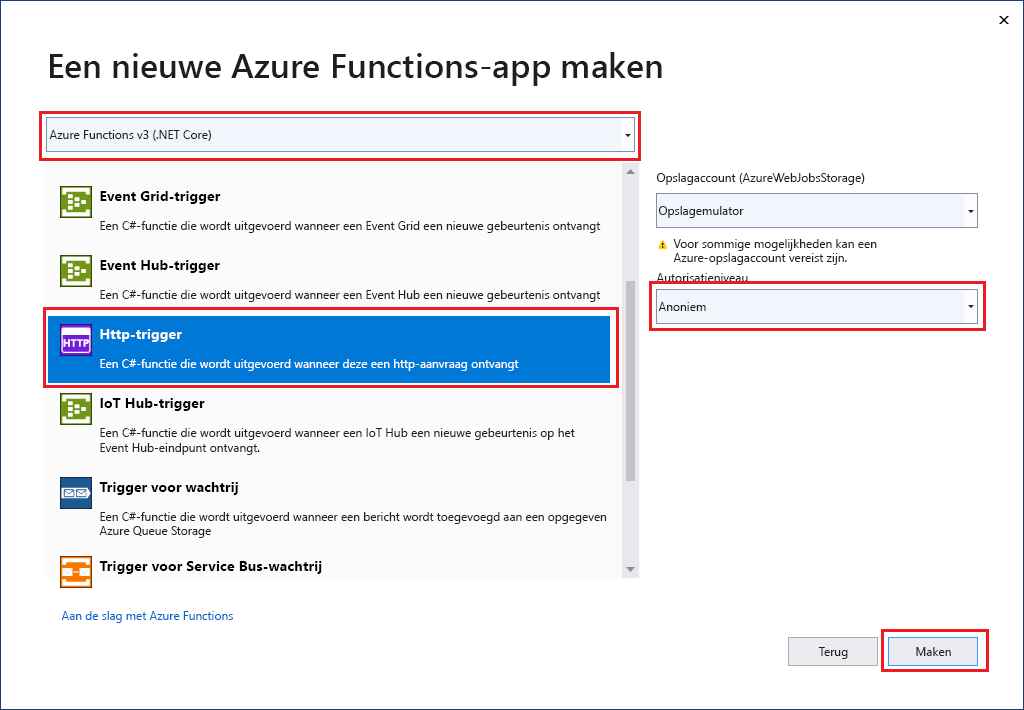 Een nieuwe Azure Functions-app maken
Azure Functions v3 (.NET Core)
Event Grid-trigger
Een C#-functie die wordt uitgevoerd wanneer een Event Grid een nieuwe gebeurtenis ontvangt
Event Hub-trigger
Een C#-functie die wordt uitgevoerd wanneer een Event Hub een nieuwe gebeurtenis ontvangt
HTTP
Http-trigger
Een C#-functie die wordt uitgevoerd wanneer deze een http-aanvraag ontvangt
IoT Hub-trigger
Een C#-functie die wordt uitgevoerd wanneer een IoT Hub een nieuwe gebeurtenis op het
Event Hub-eindpunt ontvangt.
Trigger voor wachtrij
Een C#-functie die wordt uitgevoerd wanneer een bericht wordt toegevoegd aan een opgegeven
Azure Queue Storage
Trigger voor Service Bus-wachtrij
Aan de slag met Azure Functions
Opslagaccount (AzureWebJobsStorage)
Opslagemulator
Voor sommige mogelijkheden kan een
Azure-opslagaccount vereist zijn.
Autorisatieniveau
Anoniem
Terug
Maken